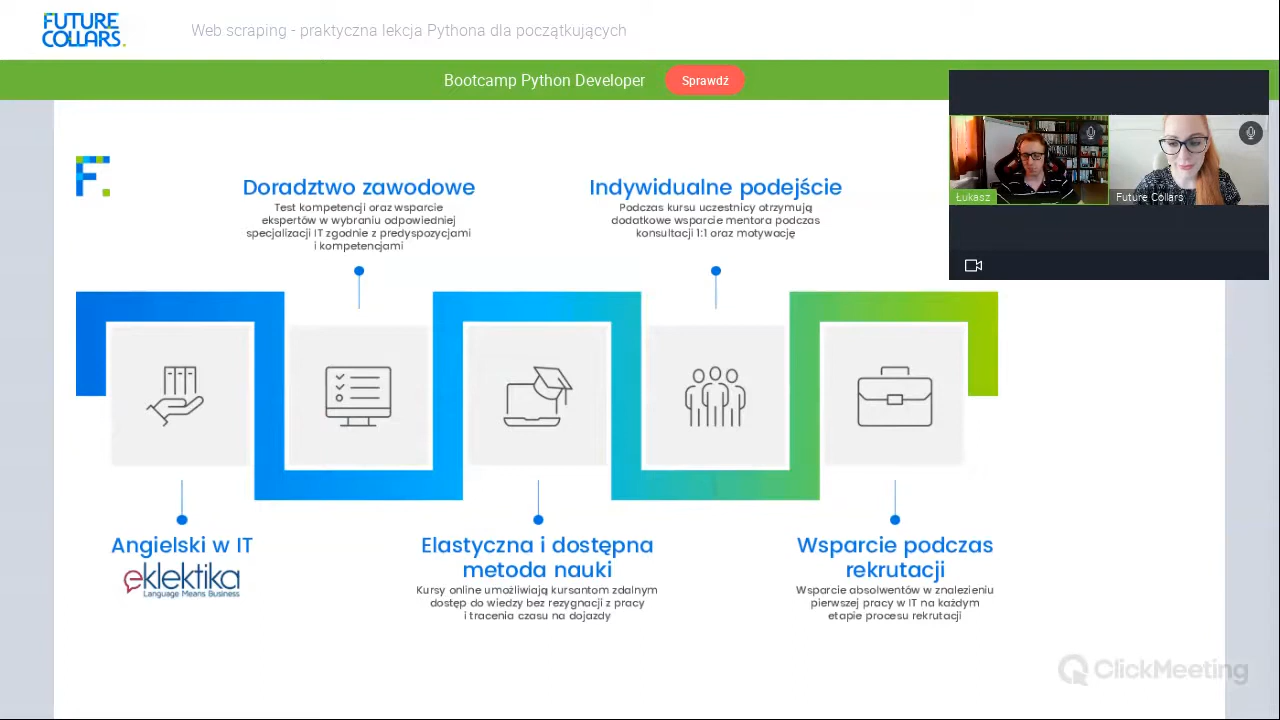 FUTURE
COLLARS.
Web scraping - praktyczna lekcja Pythona dla początkujących
Bootcamp Python Developer
Sprawdź
Łukasz
Future Collars
F.
Doradztwo zawodowe
Test kompetencji oraz wsparcie
ekspertów w wybraniu odpowiedniej
specjalizacji IT zgodnie z predyspozycjami
i kompetencjami
Indywidualne podejście
Podczas kursu uczestnicy otrzymują
dodatkowe wsparcie mentora podczas
konsultacji 1:1 oraz motywację
Angielski w IT
eklektika
Language Means Business
Elastyczna i dostępna
metoda nauki
Kursy online umożliwiają kursantom zdalnym
dostęp do wiedzy bez rezygnacji z pracy
i tracenia czasu na dojazdy
Wsparcie podczas
rekrutacji
Wsparcie absolwentów w znalezieniu
pierwszej pracy w IT na każdym
etapie procesu rekrutacji
ClickMeeting